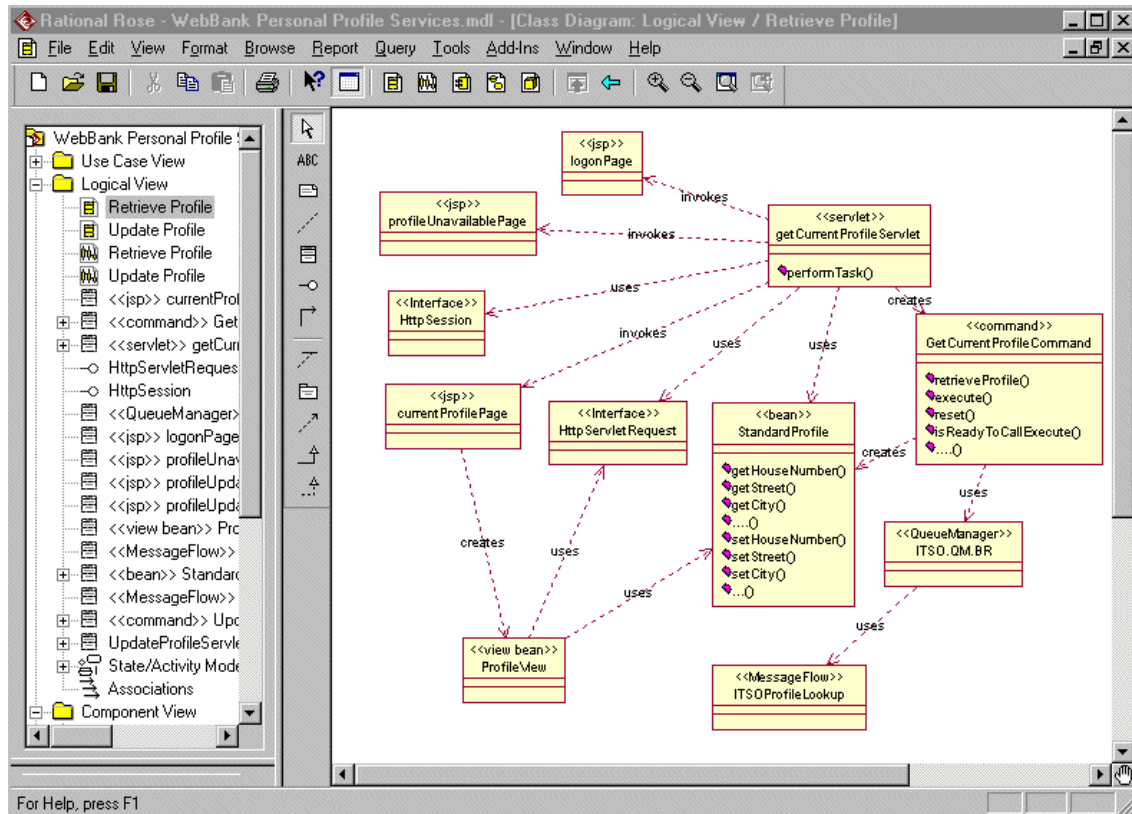 Rational Rose - WebBank Personal Profile Services.mdl - [Class Diagram: Logical View / Retrieve Profile]
File Edit View Format Browse Report Query Tools Add-Ins Window Help
WebBank Personal Profile
Use Case View
Logical View
Retrieve Profile
Update Profile
Retrieve Profile
Update Profile
<<jsp>> currentProl
<<command>> Get
<<servlet>> getCurr
HttpServletReques
HttpSession
<<QueueManager>
<<jsp>> logonPage
<<jsp>> profileUnav
<<jsp>> profileUpda
<<jsp>> profileUpda
<<view bean>> Pro
<<MessageFlow>>
<<bean>> Standard
<<MessageFlow>>
<<command>> Upd
UpdateProfileServle
State/Activity Mode
Associations
Component View
ABC
<<jsp>>
logonPage
invokes
<<jsp>>
profileUnavailablePage
invokes
<<servlet>>
getCurrentProfileServlet
performTask()
uses
<<Interface>>
HttpSession
invokes
uses
uses
creates
<<command>>
GetCurrentProfileCommand
retrieveProfile()
execute()
reset()
isReadyToCallExecute()
....()
<<jsp>>
currentProfilePage
<<Interface>>
HttpServletRequest
<<bean>>
StandardProfile
getHouseNumber()
getStreet()
getCity()
....()
setHouseNumber()
setStreet()
setCity()
...()
creates
uses
<<QueueManager>>
ITSO.QM.BR
creates
uses
uses
uses
<<view bean>>
ProfileView
<<MessageFlow>>
ITSOProfileLookup
For Help, press F1